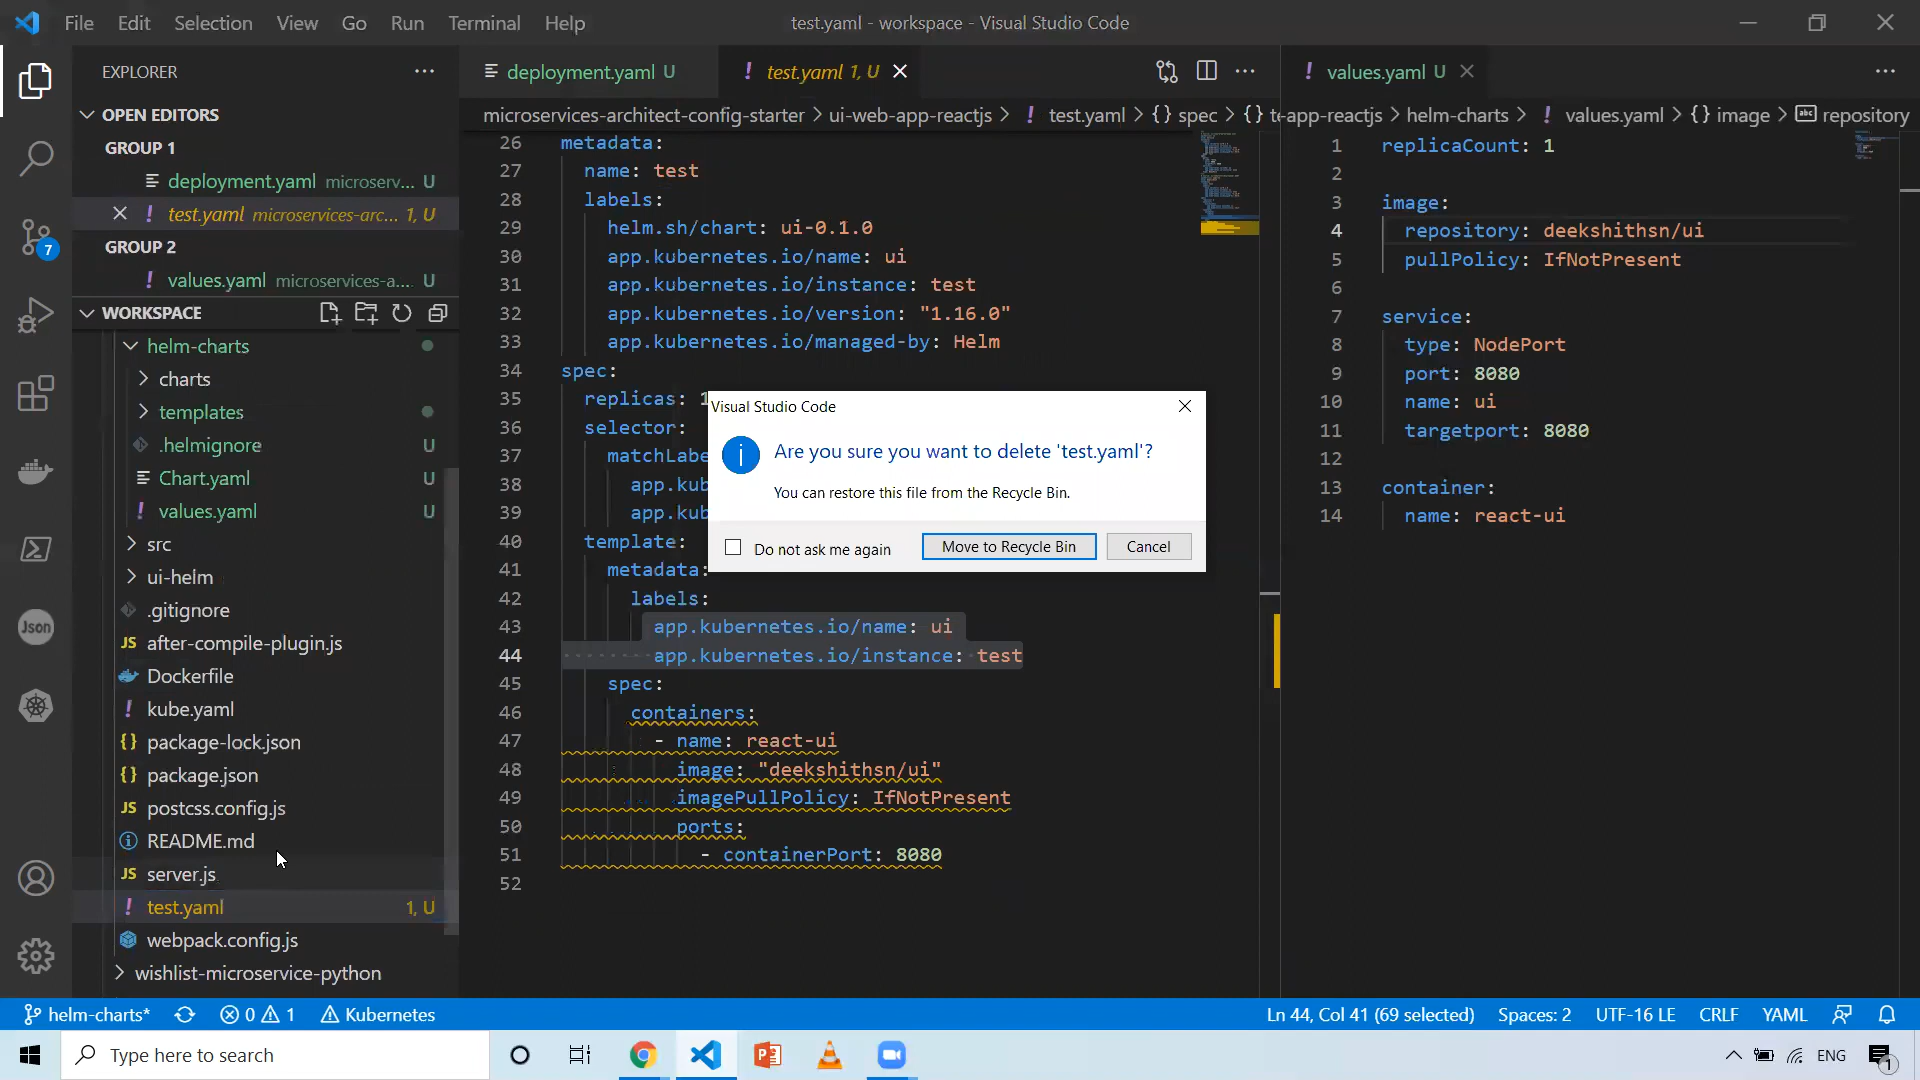 File Edit Selection View Go Run Terminal Help
test.yaml - workspace - Visual Studio Code
EXPLORER
OPEN EDITORS
GROUP 1
deployment.yaml microserv... U
test.yaml microservices-arc... 1, U
GROUP 2
values.yaml microservices-a... U
WORKSPACE
helm-charts
charts
templates
.helmignore U
Chart.yaml U
values.yaml U
src
ui-helm
.gitignore
JS after-compile-plugin.js
Dockerfile
kube.yaml
package-lock.json
package.json
JS postcss.config.js
README.md
JS server.js
test.yaml 1, U
webpack.config.js
wishlist-microservice-python
7
Json
deployment.yaml U
test.yaml 1, U
microservices-architect-config-starter > ui-web-app-reactjs > ! test.yaml > {} spec > {} t
26 metadata:
27 name: test
28 labels:
29 helm.sh/chart: ui-0.1.0
30 app.kubernetes.io/name: ui
31 app.kubernetes.io/instance: test
32 app.kubernetes.io/version: "1.16.0"
33 app.kubernetes.io/managed-by: Helm
34 spec:
35 replicas: 1
36 selector:
37 matchLabe
38 app.kub
39 app.kub
40 template:
41 metadata:
42 labels:
43 app.kubernetes.io/name: ui
44 app.kubernetes.io/instance: test
45 spec:
46 containers:
47 - name: react-ui
48 image: "deekshithsn/ui"
49 imagePullPolicy: IfNotPresent
50 ports:
51 - containerPort: 8080
52
Visual Studio Code
Are you sure you want to delete 'test.yaml'?
You can restore this file from the Recycle Bin.
Do not ask me again
Move to Recycle Bin
Cancel
values.yaml U
-app-reactjs > helm-charts > ! values.yaml > {} image > abc repository
1 replicaCount: 1
2
3 image:
4 repository: deekshithsn/ui
5 pullPolicy: IfNotPresent
6
7 service:
8 type: NodePort
9 port: 8080
10 name: ui
11 targetport: 8080
12
13 container:
14 name: react-ui
helm-charts* 0 1 Kubernetes
Ln 44, Col 41 (69 selected) Spaces: 2 UTF-16 LE CRLF YAML
Type here to search
ENG
1